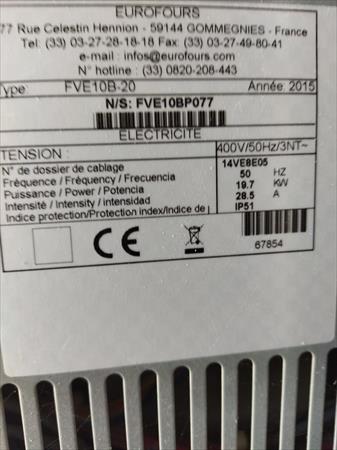 EUROFOURS
77 Rue Celestin Hennion - 59144 GOMMEGNIES - France
Tel: (33) 03-27-28-18-18 Fax: (33) 03-27-49-80-41
e-mail : infos@eurofours.com
N° hotline : (33) 0820-208-443
Type: FVE10B-20 Année: 2015
N/S: FVE10BP077
ELECTRICITE
TENSION : 400V/50Hz/3NT~
N° de dossier de cablage 14VE8E05
Fréquence / Fréquency / Frecuencia 50 HZ
Puissance / Power / Potencia 19.7 KW
Intensité / Intensity / intensidad 28.5 A
Indice protection/Protection index/Indice de IP51
CE
67854